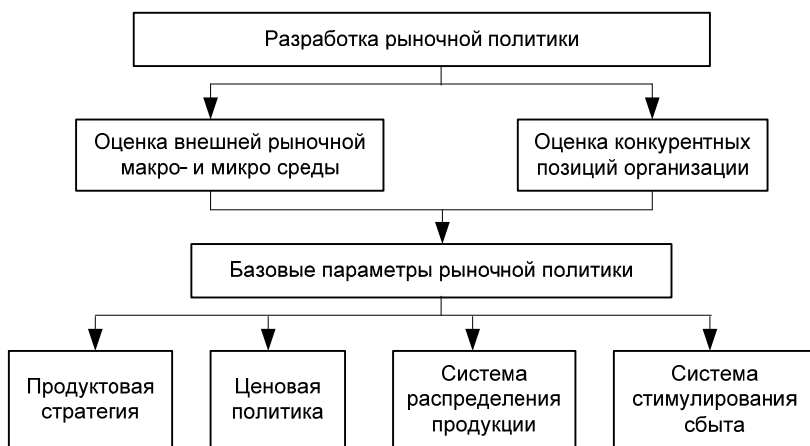 Разработка рыночной политики
Оценка внешней рыночной
макро- и микро среды
Оценка конкурентных
позиций организации
Базовые параметры рыночной политики
Продуктовая
стратегия
Ценовая
политика
Система
распределения
продукции
Система
стимулирования
сбыта